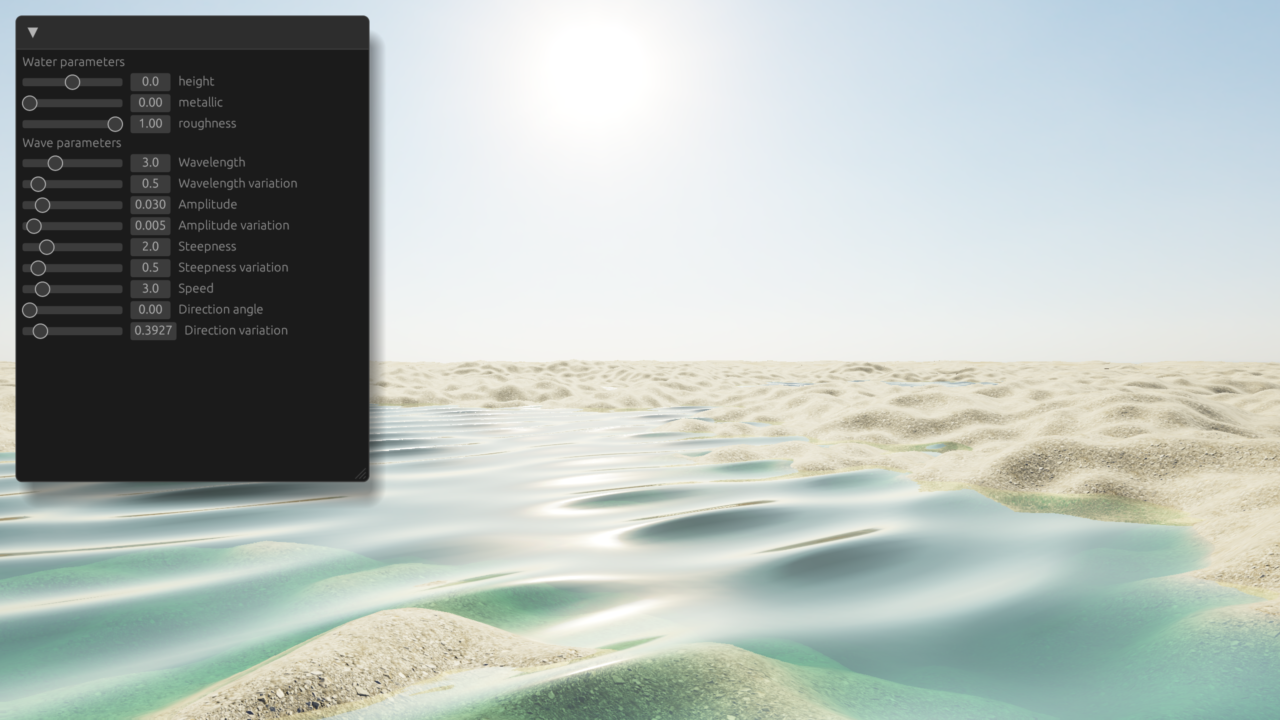 ▼
Water parameters
0.0 height
0.00 metallic
1.00 roughness
Wave parameters
3.0 Wavelength
0.5 Wavelength variation
0.030 Amplitude
0.005 Amplitude variation
2.0 Steepness
0.5 Steepness variation
3.0 Speed
0.00 Direction angle
0.3927 Direction variation